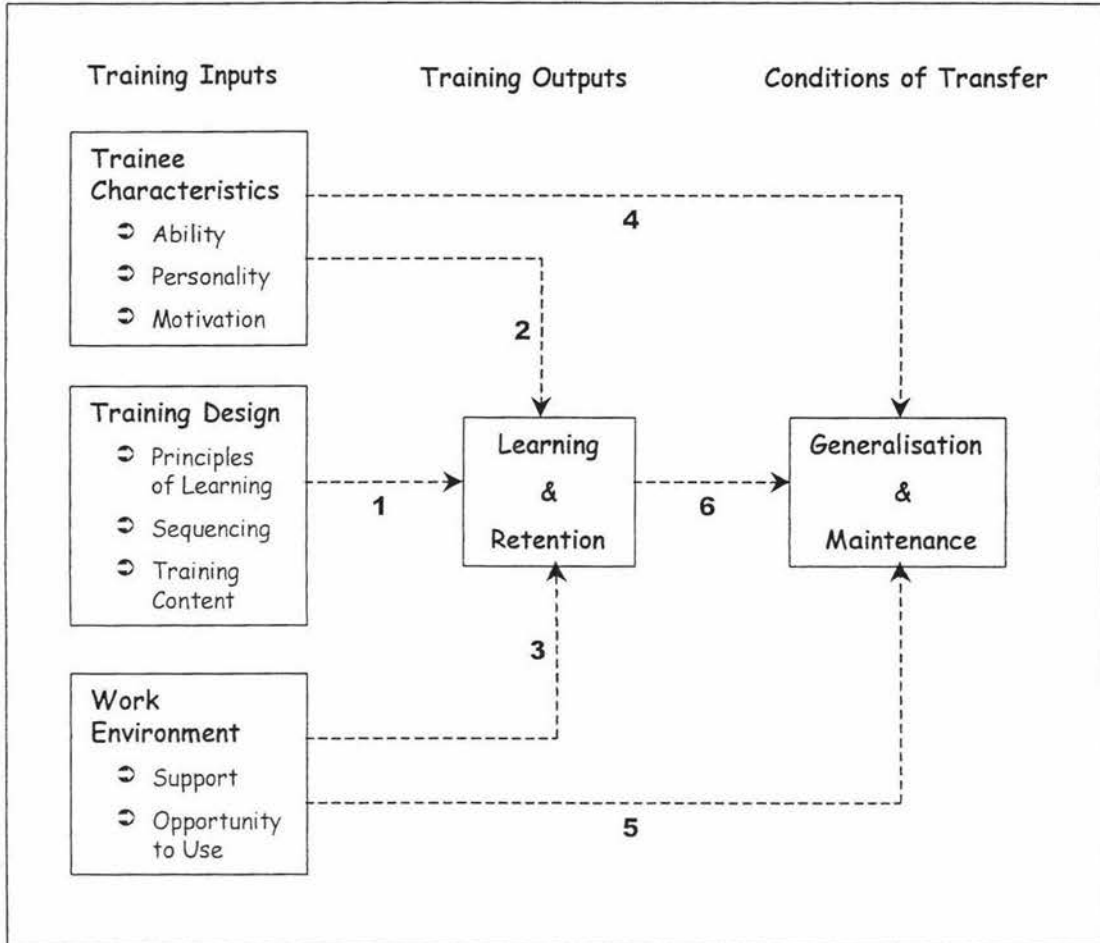 Training Inputs
Training Outputs
Conditions of Transfer
Trainee
Characteristics
Ability
Personality
Motivation
4
2
Training Design
Principles
of Learning
Sequencing
Training
Content
1
Learning
&
Retention
6
Generalisation
&
Maintenance
3
Work
Environment
Support
Opportunity
to Use
5